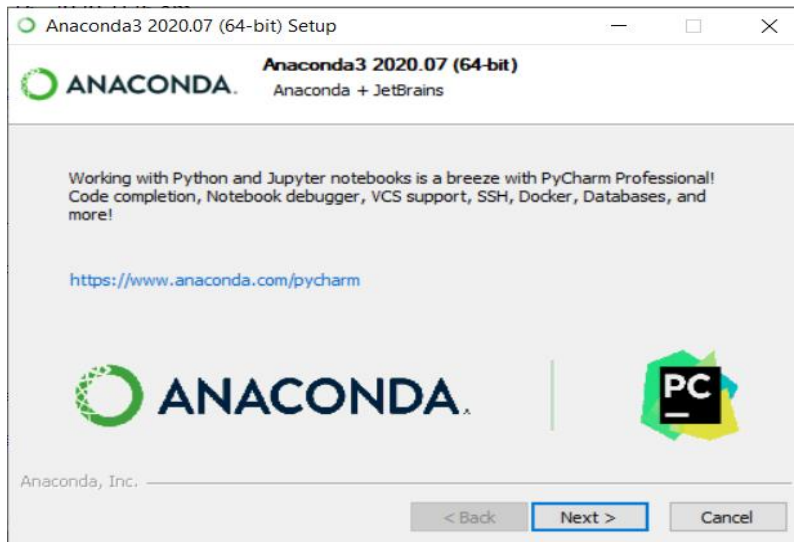 Anaconda3 2020.07 (64-bit) Setup
ANACONDA.
Anaconda3 2020.07 (64-bit)
Anaconda + JetBrains
Working with Python and Jupyter notebooks is a breeze with PyCharm Professional!
Code completion, Notebook debugger, VCS support, SSH, Docker, Databases, and
more!
https://www.anaconda.com/pycharm
ANACONDA.
PC
Anaconda, Inc.
< Back
Next >
Cancel